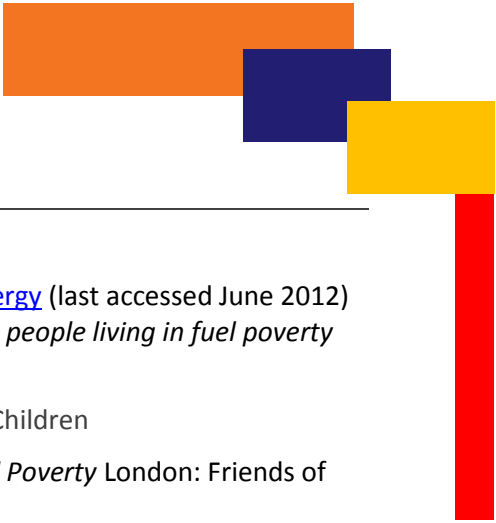 ergy (last accessed June 2012)
people living in fuel poverty
Children
Poverty London: Friends of